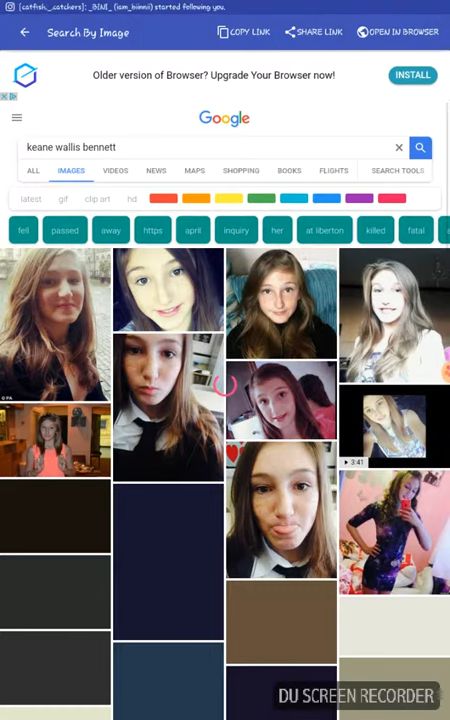 [catfish__catchers]: _BINI_ (iam_biimii) started following you.
Search By Image
COPY LINK
SHARE LINK
OPEN IN BROWSER
Older version of Browser? Upgrade Your Browser now!
INSTALL
Google
keane wallis bennett
ALL IMAGES VIDEOS NEWS MAPS SHOPPING BOOKS FLIGHTS SEARCH TOOLS
latest gif clip art hd
fell passed away https april inquiry her at liberton killed fatal
© PA
3:41
DU SCREEN RECORDER